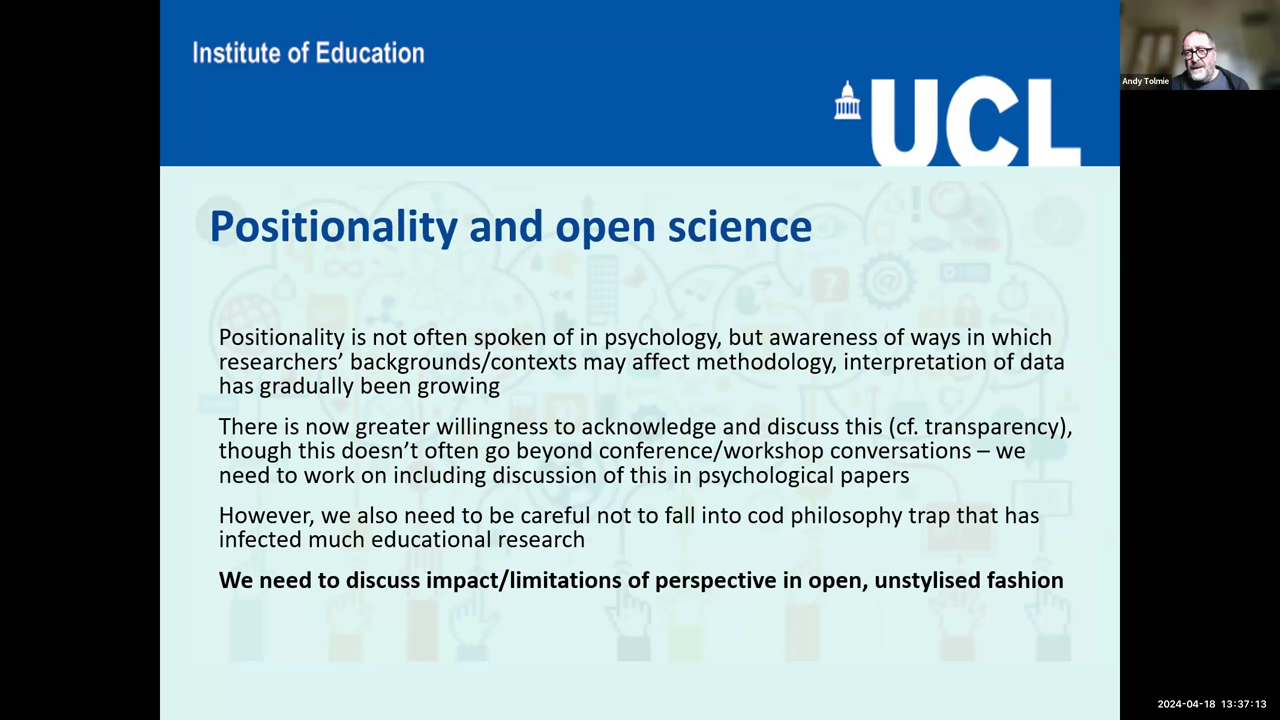 Institute of Education
UCL
Andy Tolmie
Positionality and open science
Positionality is not often spoken of in psychology, but awareness of ways in which
researchers’ backgrounds/contexts may affect methodology, interpretation of data
has gradually been growing
There is now greater willingness to acknowledge and discuss this (cf. transparency),
though this doesn’t often go beyond conference/workshop conversations – we
need to work on including discussion of this in psychological papers
However, we also need to be careful not to fall into cod philosophy trap that has
infected much educational research
We need to discuss impact/limitations of perspective in open, unstylised fashion
2024-04-18 13:37:13